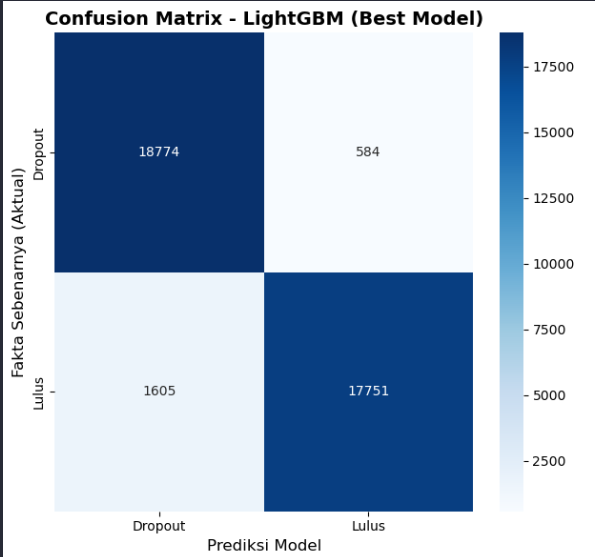 Confusion Matrix - LightGBM (Best Model)
Fakta Sebenarnya (Aktual)
Dropout
Lulus
18774
584
1605
17751
Dropout
Lulus
Prediksi Model
17500
15000
12500
10000
7500
5000
2500